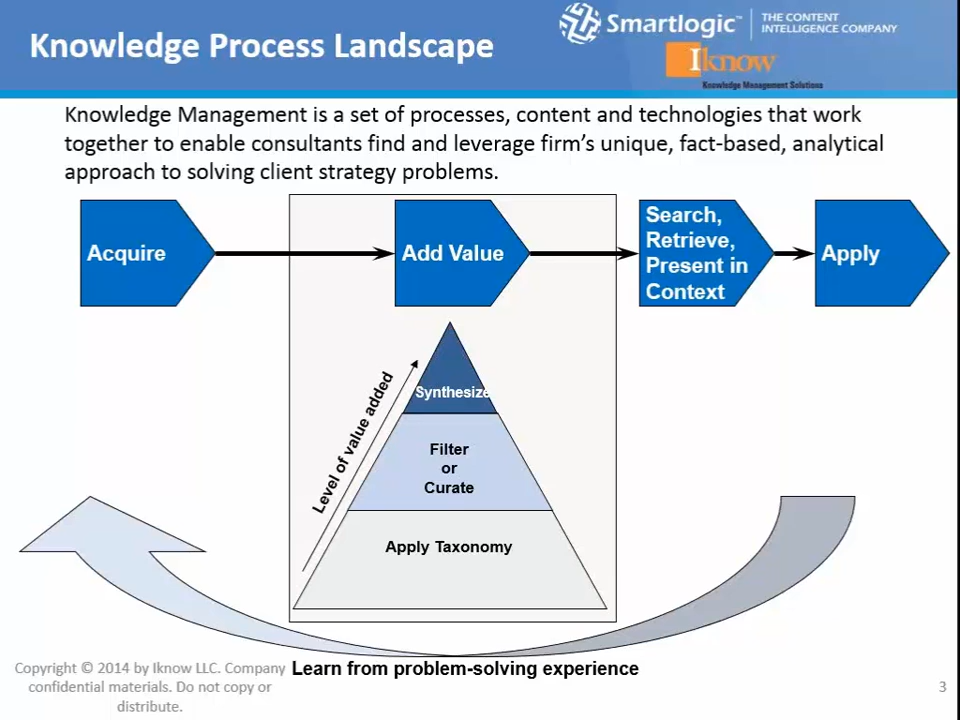 Knowledge Process Landscape
Smartlogic™
THE CONTENT
INTELLIGENCE COMPANY
Iknow
Knowledge Management Solutions
Knowledge Management is a set of processes, content and technologies that work
together to enable consultants find and leverage firm's unique, fact-based, analytical
approach to solving client strategy problems.
Acquire
Add Value
Search,
Retrieve,
Present in
Context
Apply
Level of value added
Synthesize
Filter
or
Curate
Apply Taxonomy
Learn from problem-solving experience
Copyright © 2014 by Iknow LLC. Company
confidential materials. Do not copy or
distribute.
3